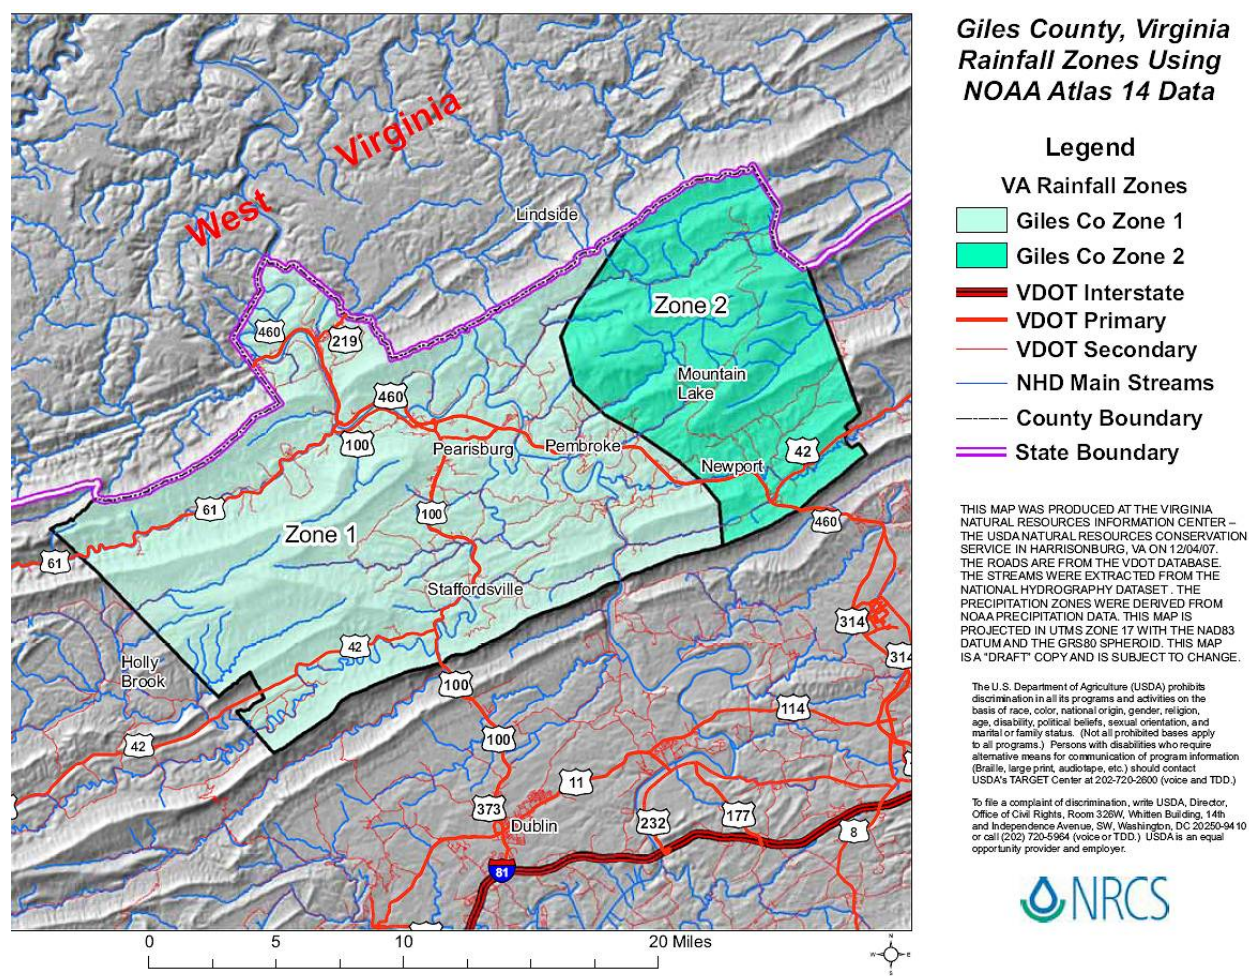 Giles County, Virginia
Rainfall Zones Using
NOAA Atlas 14 Data
Legend
VA Rainfall Zones
Giles Co Zone 1
Giles Co Zone 2
VDOT Interstate
VDOT Primary
VDOT Secondary
NHD Main Streams
County Boundary
State Boundary
THIS MAP WAS PRODUCED AT THE VIRGINIA
NATURAL RESOURCES INFORMATION CENTER –
THE USDA NATURAL RESOURCES CONSERVATION
SERVICE IN HARRISONBURG, VA ON 12/04/07.
THE ROADS ARE FROM THE VDOT DATABASE.
THE STREAMS WERE EXTRACTED FROM THE
NATIONAL HYDROGRAPHY DATASET . THE
PRECIPITATION ZONES WERE DERIVED FROM
NOAA PRECIPITATION DATA. THIS MAP IS
PROJECTED IN UTMS ZONE 17 WITH THE NAD83
DATUM AND THE GRS80 SPHEROID. THIS MAP
IS A "DRAFT" COPY AND IS SUBJECT TO CHANGE.
The U.S. Department of Agriculture (USDA) prohibits
discrimination in all its programs and activities on the
basis of race, color, national origin, gender, religion,
age, disability, political beliefs, sexual orientation, and
marital or family status. (Not all prohibited bases apply
to all programs.) Persons with disabilities who require
alternative means for communication of program information
(Braille, large print, audiotape, etc.) should contact
USDA's TARGET Center at 202-720-2600 (voice and TDD.)
To file a complaint of discrimination, write USDA, Director,
Office of Civil Rights, Room 326W, Whitten Building, 14th
and Independence Avenue, SW, Washington, DC 20250-9410
or call (202) 720-5964 (voice or TDD.) USDA is an equal
opportunity provider and employer.
NRCS
West Virginia
Lindside
Zone 2
460
219
Mountain
Lake
460
100
Pearisburg
Pembroke
42
Newport
61
100
460
Zone 1
61
Staffordsville
314
42
314
Holly
Brook
100
114
42
100
11
373
Dublin
232
177
8
81
0 5 10 20 Miles
N
W E
S